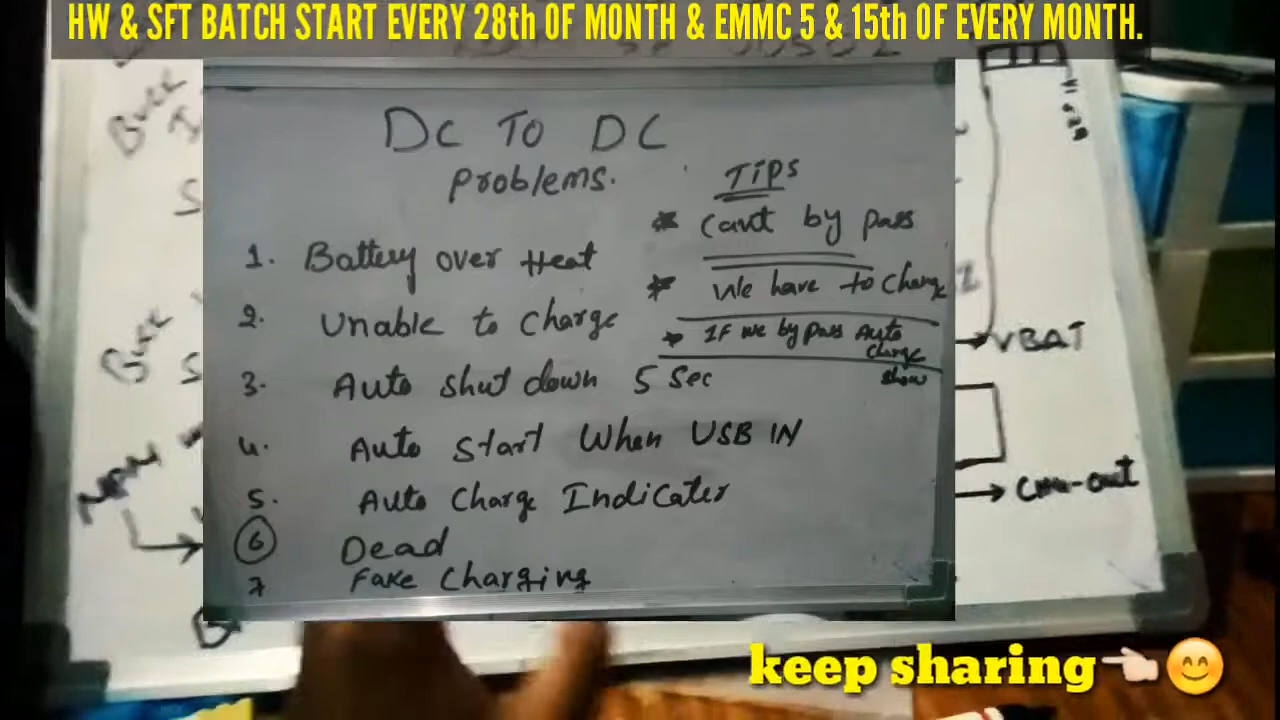 HW & SFT BATCH START EVERY 28th OF MONTH & EMMC 5 & 15th OF EVERY MONTH.
DC TO DC
Problems.
1. Battery over Heat
2. Unable to Charge
3. Auto Shut down 5 Sec
4. Auto Start When USB IN
5. Auto Charge Indicater
6 Dead
7 Fake Charging
Tips
* Cant by pass
* We have to Change
* IF we by pass Auto
Charge
show
Buck
Buck
VBAT
keep sharing